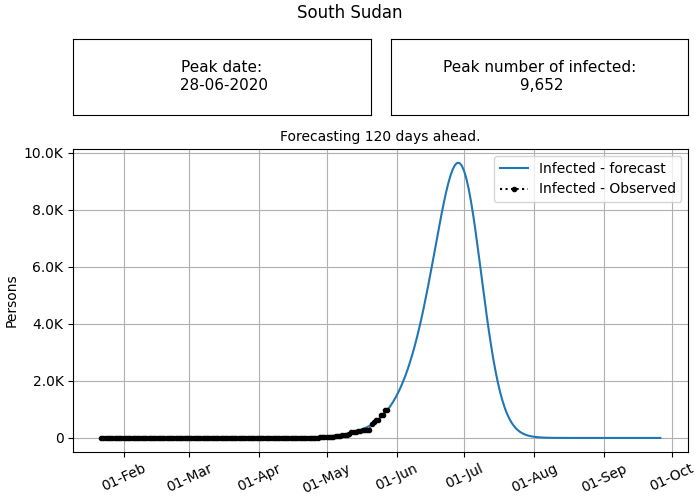 South Sudan
Peak date:
28-06-2020
Peak number of infected:
9,652
Forecasting 120 days ahead.
10.0K
8.0K
6.0K
4.0K
2.0K
0
Persons
Infected - forecast
Infected - Observed
01-Feb
01-Mar
01-Apr
01-May
01-Jun
01-Jul
01-Aug
01-Sep
01-Oct